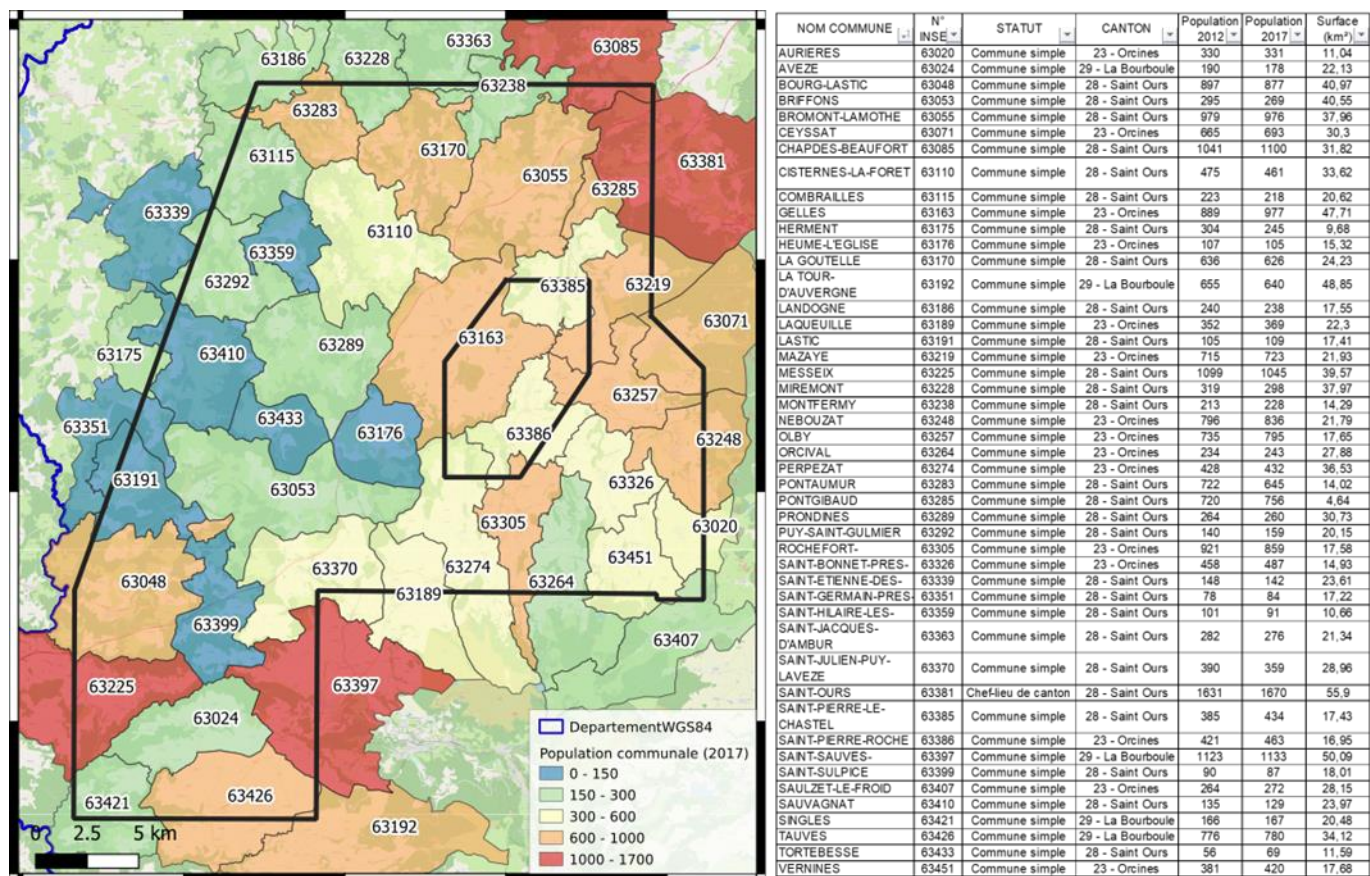 63363
63085
63186
63228
63238
63283
63381
63115
63170
63055
63285
63339
63110
63359
63292
63385
63219
63071
63175
63410
63289
63163
63257
63351
63433
63176
63386
63248
63191
63053
63326
63305
63020
63451
63048
63370
63274
63264
63189
63399
63407
63225
63397
63024
63421
63426
63192
0 2.5 5 km
DepartementWGS84
Population communale (2017)
0 - 150
150 - 300
300 - 600
600 - 1000
1000 - 1700
NOM COMMUNE N° INSE STATUT CANTON Population 2012 Population 2017 Surface (km²)
AURIERES 63020 Commune simple 23 - Orcines 330 331 11,04
AVEZE 63024 Commune simple 29 - La Bourboule 190 178 22,13
BOURG-LASTIC 63048 Commune simple 28 - Saint Ours 897 877 40,97
BRIFFONS 63053 Commune simple 28 - Saint Ours 295 269 40,55
BROMONT-LAMOTHE 63055 Commune simple 28 - Saint Ours 979 976 37,96
CEYSSAT 63071 Commune simple 23 - Orcines 665 693 30,3
CHAPDES-BEAUFORT 63085 Commune simple 28 - Saint Ours 1041 1100 31,82
CISTERNES-LA-FORET 63110 Commune simple 28 - Saint Ours 475 461 33,62
COMBRAILLES 63115 Commune simple 28 - Saint Ours 223 218 20,62
GELLES 63163 Commune simple 23 - Orcines 889 977 47,71
HERMENT 63175 Commune simple 28 - Saint Ours 304 245 9,68
HEUME-L'EGLISE 63176 Commune simple 23 - Orcines 107 105 15,32
LA GOUTELLE 63170 Commune simple 28 - Saint Ours 636 626 24,23
LA TOUR-
D'AUVERGNE 63192 Commune simple 29 - La Bourboule 655 640 48,85
LANDOGNE 63186 Commune simple 28 - Saint Ours 240 238 17,55
LAQUEUILLE 63189 Commune simple 23 - Orcines 352 369 22,3
LASTIC 63191 Commune simple 28 - Saint Ours 105 109 17,41
MAZAYE 63219 Commune simple 23 - Orcines 715 723 21,93
MESSEIX 63225 Commune simple 28 - Saint Ours 1099 1045 39,57
MIREMONT 63228 Commune simple 28 - Saint Ours 319 298 37,97
MONTFERMY 63238 Commune simple 28 - Saint Ours 213 228 14,29
NEBOUZAT 63248 Commune simple 23 - Orcines 796 836 21,79
OLBY 63257 Commune simple 23 - Orcines 735 795 17,65
ORCIVAL 63264 Commune simple 23 - Orcines 234 243 27,88
PERPEZAT 63274 Commune simple 23 - Orcines 428 432 36,53
PONTAUMUR 63283 Commune simple 28 - Saint Ours 722 645 14,02
PONTGIBAUD 63285 Commune simple 28 - Saint Ours 720 756 4,64
PRONDINES 63289 Commune simple 28 - Saint Ours 264 260 30,73
PUY-SAINT-GULMIER 63292 Commune simple 28 - Saint Ours 140 159 20,15
ROCHEFORT- 63305 Commune simple 23 - Orcines 921 859 17,58
SAINT-BONNET-PRES- 63326 Commune simple 23 - Orcines 458 487 14,93
SAINT-ETIENNE-DES- 63339 Commune simple 28 - Saint Ours 148 142 23,61
SAINT-GERMAIN-PRES- 63351 Commune simple 28 - Saint Ours 78 84 17,22
SAINT-HILAIRE-LES- 63359 Commune simple 28 - Saint Ours 101 91 10,66
SAINT-JACQUES-
D'AMBUR 63363 Commune simple 28 - Saint Ours 282 276 21,34
SAINT-JULIEN-PUY-
LAVEZE 63370 Commune simple 28 - Saint Ours 390 359 28,96
SAINT-OURS 63381 Chef-lieu de canton 28 - Saint Ours 1631 1670 55,9
SAINT-PIERRE-LE-
CHASTEL 63385 Commune simple 28 - Saint Ours 385 434 17,43
SAINT-PIERRE-ROCHE 63386 Commune simple 23 - Orcines 421 463 16,95
SAINT-SAUVES- 63397 Commune simple 29 - La Bourboule 1123 1133 50,09
SAINT-SULPICE 63399 Commune simple 28 - Saint Ours 90 87 18,01
SAULZET-LE-FROID 63407 Commune simple 23 - Orcines 264 272 28,15
SAUVAGNAT 63410 Commune simple 28 - Saint Ours 135 129 23,97
SINGLES 63421 Commune simple 29 - La Bourboule 166 167 20,48
TAUVES 63426 Commune simple 29 - La Bourboule 776 780 34,12
TORTEBESSE 63433 Commune simple 28 - Saint Ours 56 69 11,59
VERNINES 63451 Commune simple 23 - Orcines 381 420 17,68